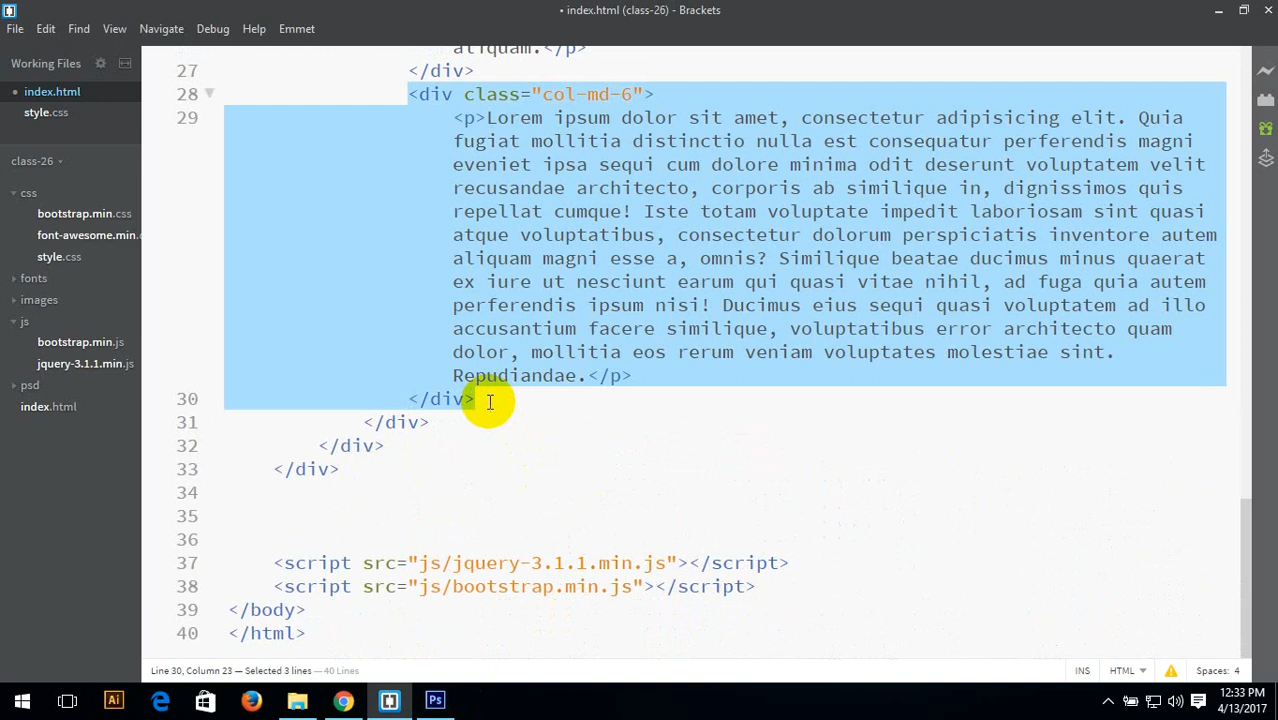 • index.html (class-26) - Brackets
File Edit Find View Navigate Debug Help Emmet
Working Files
• index.html
style.css
class-26
css
bootstrap.min.css
font-awesome.min.c
style.css
fonts
images
js
bootstrap.min.js
jquery-3.1.1.min.js
psd
index.html
aliquam.</p>
27 </div>
28 <div class="col-md-6">
29 <p>Lorem ipsum dolor sit amet, consectetur adipisicing elit. Quia
fugiat mollitia distinctio nulla est consequatur perferendis magni
eveniet ipsa sequi cum dolore minima odit deserunt voluptatem velit
recusandae architecto, corporis ab similique in, dignissimos quis
repellat cumque! Iste totam voluptate impedit laboriosam sint quasi
atque voluptatibus, consectetur dolorum perspiciatis inventore autem
aliquam magni esse a, omnis? Similique beatae ducimus minus quaerat
ex iure ut nesciunt earum qui quasi vitae nihil, ad fuga quia autem
perferendis ipsum nisi! Ducimus eius sequi quasi voluptatem ad illo
accusantium facere similique, voluptatibus error architecto quam
dolor, mollitia eos rerum veniam voluptates molestiae sint.
Repudiandae.</p>
30 </div>
31 </div>
32 </div>
33 </div>
34
35
36
37 <script src="js/jquery-3.1.1.min.js"></script>
38 <script src="js/bootstrap.min.js"></script>
39 </body>
40 </html>
Line 30, Column 23 — Selected 3 lines — 40 Lines
INS HTML Spaces: 4
Ai
Ps
12:33 PM
4/13/2017